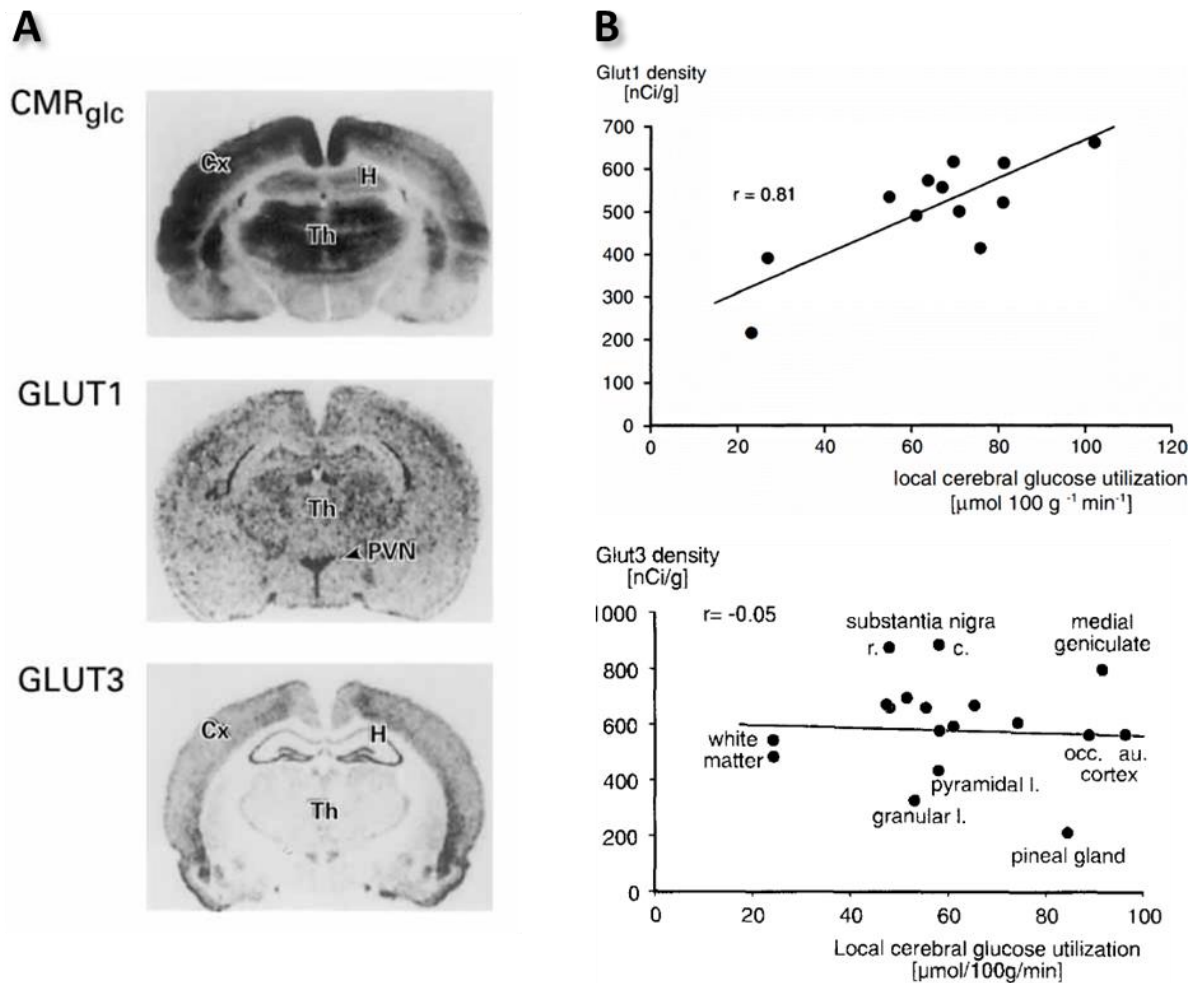 A
CMRglc
Cx
H
Th
GLUT1
Th
PVN
GLUT3
Cx
H
Th
B
Glut1 density
[nCi/g]
700
600
500
400
300
200
100
0
r = 0.81
0 20 40 60 80 100 120
local cerebral glucose utilization
[µmol 100 g -1 min-1]
Glut3 density
[nCi/g]
1000
800
600
400
200
0
r= -0.05
substantia nigra
r. c.
medial
geniculate
white
matter
occ. au.
cortex
pyramidal l.
granular l.
pineal gland
0 20 40 60 80 100
Local cerebral glucose utilization
[µmol/100g/min]